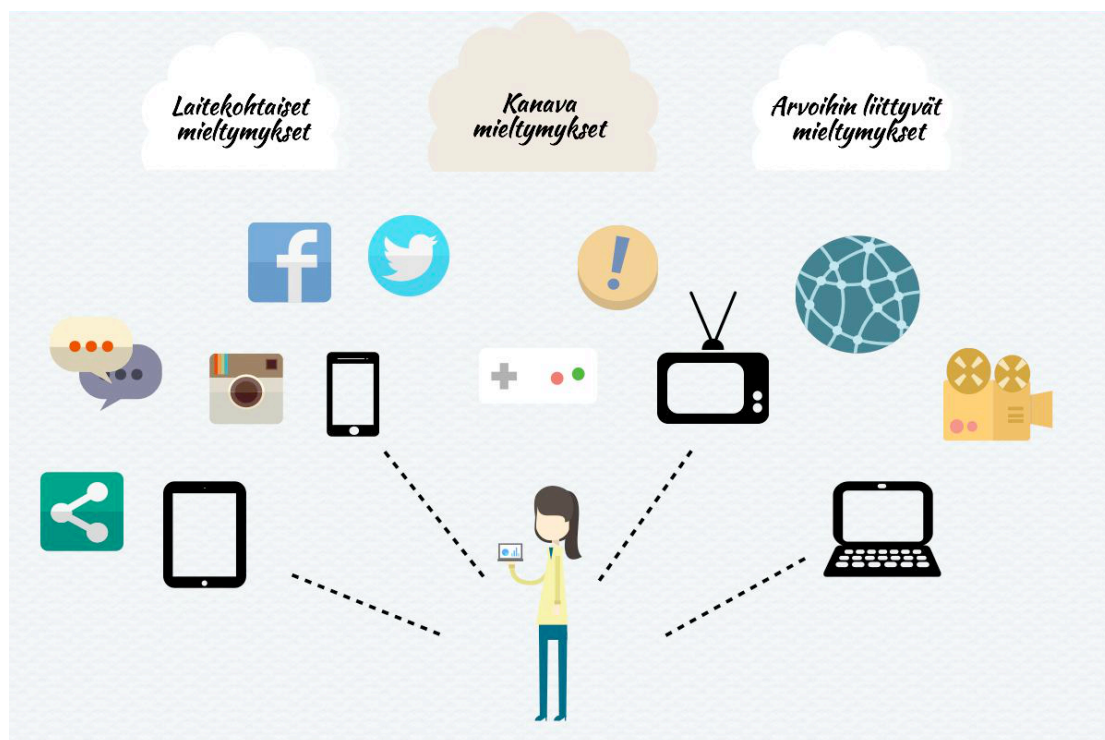 Laitekohtaiset
mieltymykset
Kanava
mieltymykset
Arvoihin liittyvät
mieltymykset